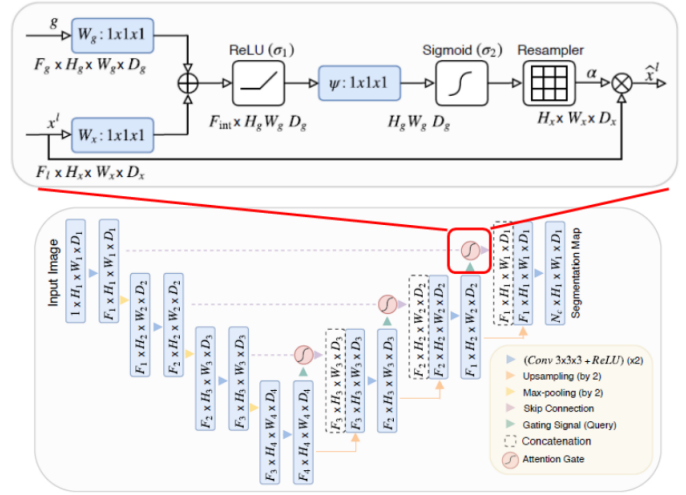 g
W_g : 1x1x1
F_g x H_g x W_g x D_g
x^l
W_x : 1x1x1
F_l x H_x x W_x x D_x
ReLU (σ_1)
F_int x H_g W_g D_g
ψ : 1x1x1
H_g W_g D_g
Sigmoid (σ_2)
Resampler
α
H_x x W_x x D_x
x̂^l
Input Image
1 x H_1 x W_1 x D_1
F_1 x H_1 x W_1 x D_1
F_1 x H_2 x W_2 x D_2
F_2 x H_2 x W_2 x D_2
F_2 x H_3 x W_3 x D_3
F_3 x H_3 x W_3 x D_3
F_3 x H_4 x W_4 x D_4
F_4 x H_4 x W_4 x D_4
F_3 x H_3 x W_3 x D_3
F_3 x H_3 x W_3 x D_3
F_2 x H_3 x W_3 x D_3
F_2 x H_2 x W_2 x D_2
F_2 x H_2 x W_2 x D_2
F_1 x H_2 x W_2 x D_2
F_1 x H_1 x W_1 x D_1
F_1 x H_1 x W_1 x D_1
N_c x H_1 x W_1 x D_1
Segmentation Map
(Conv 3x3x3 + ReLU) (x2)
Upsampling (by 2)
Max-pooling (by 2)
Skip Connection
Gating Signal (Query)
Concatenation
Attention Gate